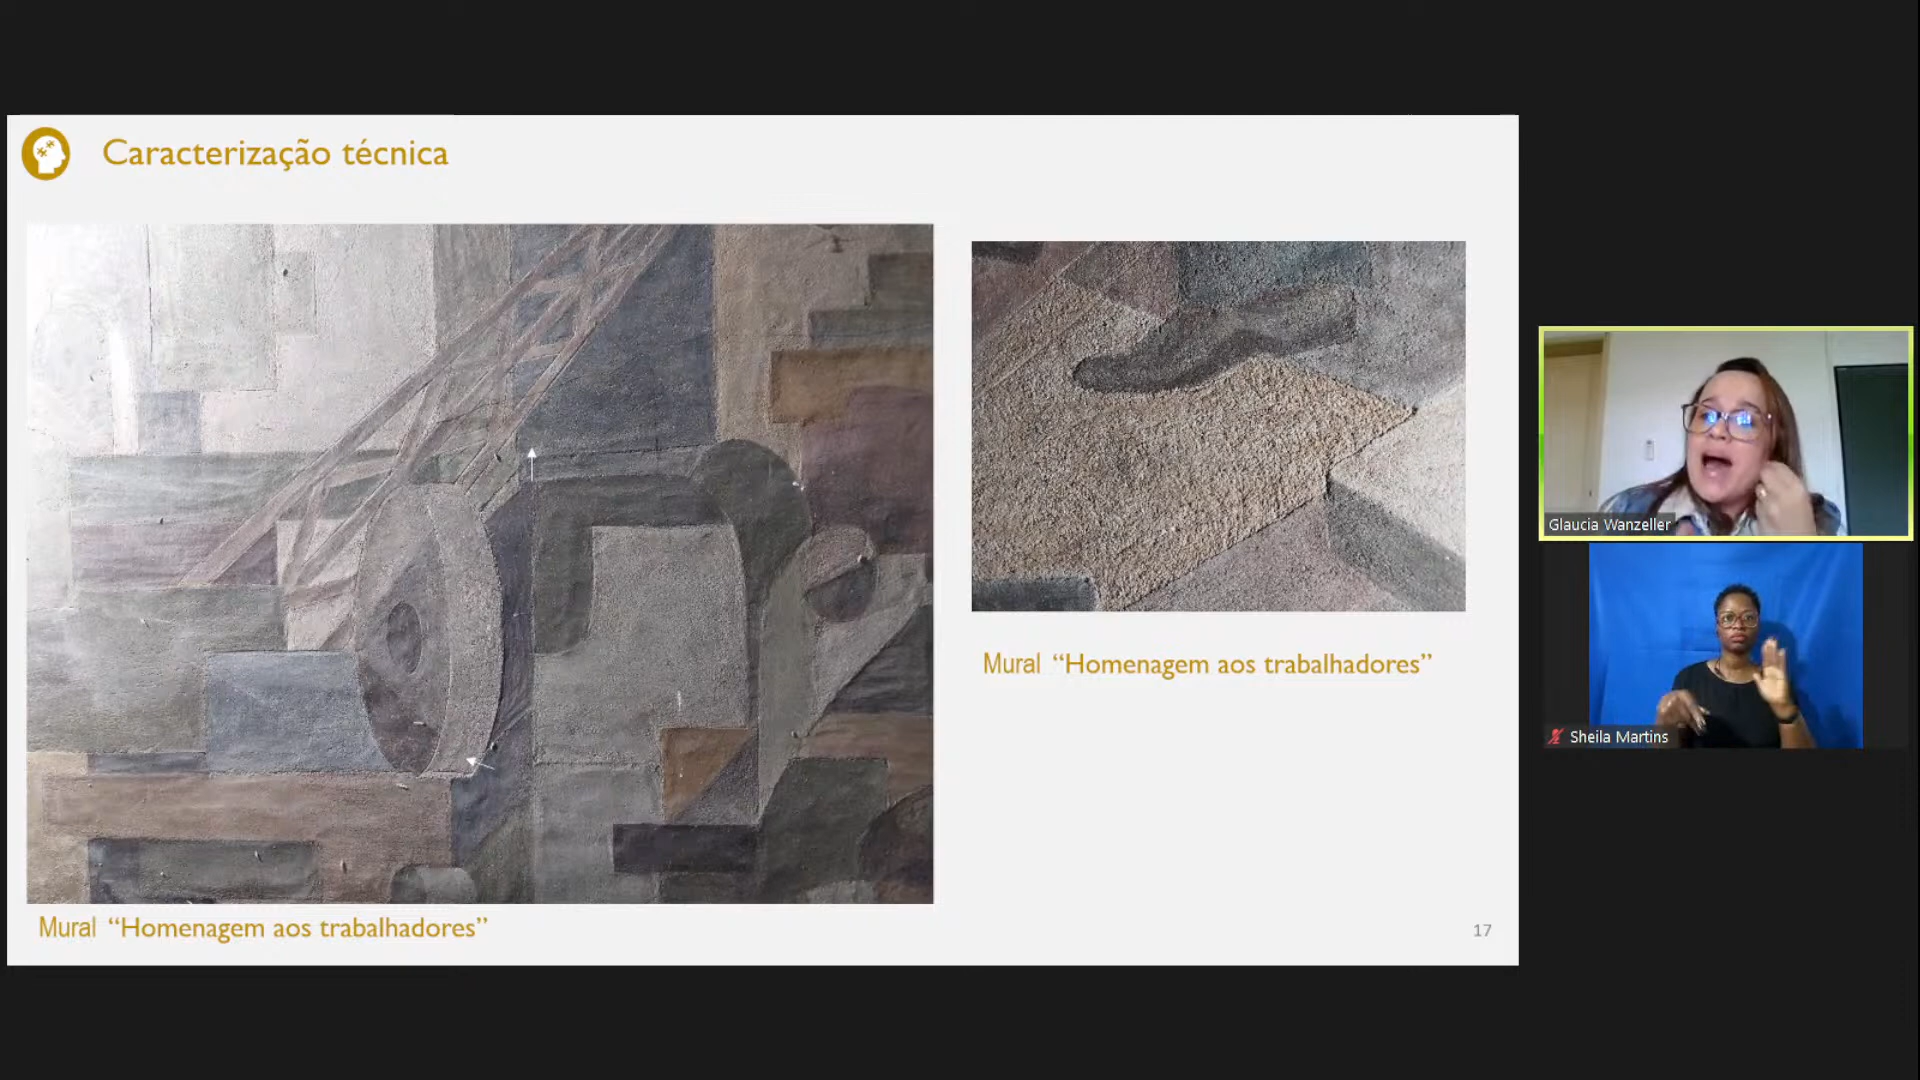 Caracterização técnica
Mural “Homenagem aos trabalhadores”
Mural “Homenagem aos trabalhadores”
17
Glaucia Wanzeller
Sheila Martins